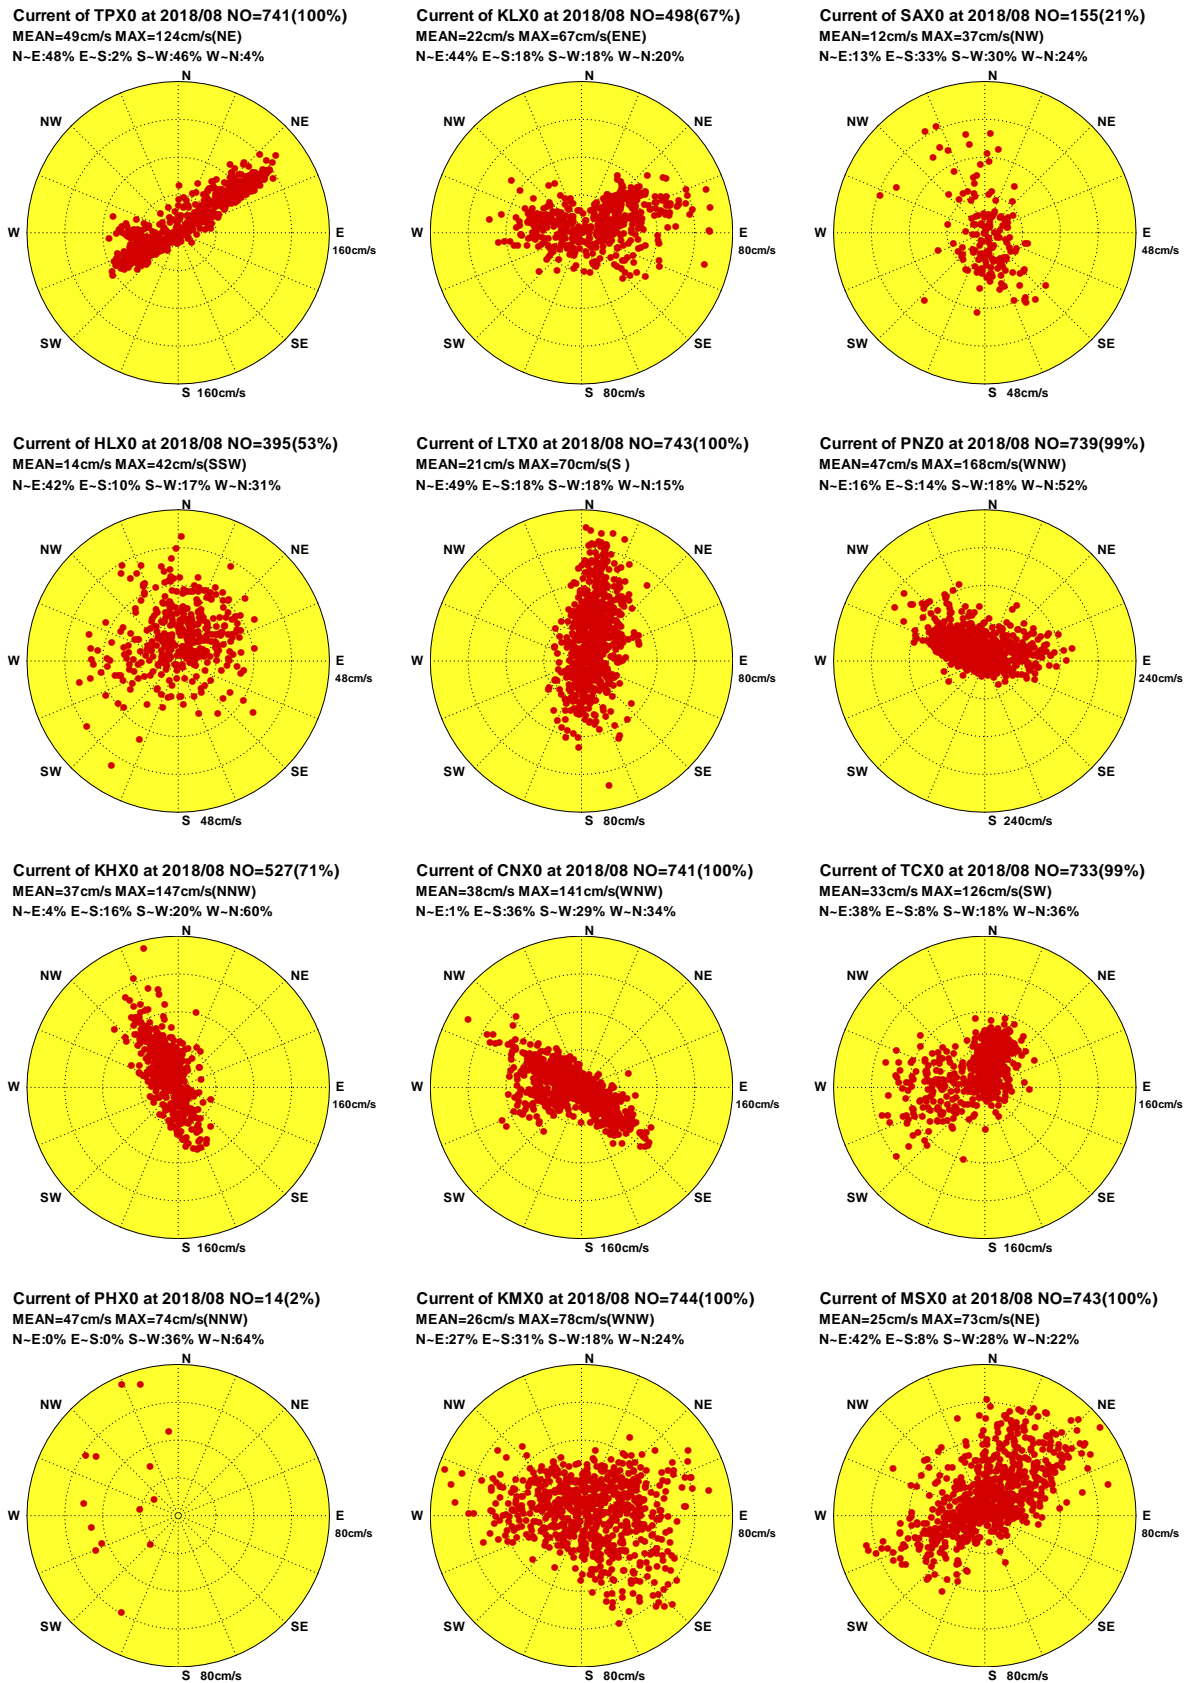 Current of TPX0 at 2018/08 NO=741(100%)
MEAN=49cm/s MAX=124cm/s(NE)
N~E:48% E~S:2% S~W:46% W~N:4%
N
NW
NE
W
E
160cm/s
SW
SE
S 160cm/s
Current of KLX0 at 2018/08 NO=498(67%)
MEAN=22cm/s MAX=67cm/s(ENE)
N~E:44% E~S:18% S~W:18% W~N:20%
N
NW
NE
W
E
80cm/s
SW
SE
S 80cm/s
Current of SAX0 at 2018/08 NO=155(21%)
MEAN=12cm/s MAX=37cm/s(NW)
N~E:13% E~S:33% S~W:30% W~N:24%
N
NW
NE
W
E
48cm/s
SW
SE
S 48cm/s
Current of HLX0 at 2018/08 NO=395(53%)
MEAN=14cm/s MAX=42cm/s(SSW)
N~E:42% E~S:10% S~W:17% W~N:31%
N
NW
NE
W
E
48cm/s
SW
SE
S 48cm/s
Current of LTX0 at 2018/08 NO=743(100%)
MEAN=21cm/s MAX=70cm/s(S )
N~E:49% E~S:18% S~W:18% W~N:15%
N
NW
NE
W
E
80cm/s
SW
SE
S 80cm/s
Current of PNZ0 at 2018/08 NO=739(99%)
MEAN=47cm/s MAX=168cm/s(WNW)
N~E:16% E~S:14% S~W:18% W~N:52%
N
NW
NE
W
E
240cm/s
SW
SE
S 240cm/s
Current of KHX0 at 2018/08 NO=527(71%)
MEAN=37cm/s MAX=147cm/s(NNW)
N~E:4% E~S:16% S~W:20% W~N:60%
N
NW
NE
W
E
160cm/s
SW
SE
S 160cm/s
Current of CNX0 at 2018/08 NO=741(100%)
MEAN=38cm/s MAX=141cm/s(WNW)
N~E:1% E~S:36% S~W:29% W~N:34%
N
NW
NE
W
E
160cm/s
SW
SE
S 160cm/s
Current of TCX0 at 2018/08 NO=733(99%)
MEAN=33cm/s MAX=126cm/s(SW)
N~E:38% E~S:8% S~W:18% W~N:36%
N
NW
NE
W
E
160cm/s
SW
SE
S 160cm/s
Current of PHX0 at 2018/08 NO=14(2%)
MEAN=47cm/s MAX=74cm/s(NNW)
N~E:0% E~S:0% S~W:36% W~N:64%
N
NW
NE
W
E
80cm/s
SW
SE
S 80cm/s
Current of KMX0 at 2018/08 NO=744(100%)
MEAN=26cm/s MAX=78cm/s(WNW)
N~E:27% E~S:31% S~W:18% W~N:24%
N
NW
NE
W
E
80cm/s
SW
SE
S 80cm/s
Current of MSX0 at 2018/08 NO=743(100%)
MEAN=25cm/s MAX=73cm/s(NE)
N~E:42% E~S:8% S~W:28% W~N:22%
N
NW
NE
W
E
80cm/s
SW
SE
S 80cm/s